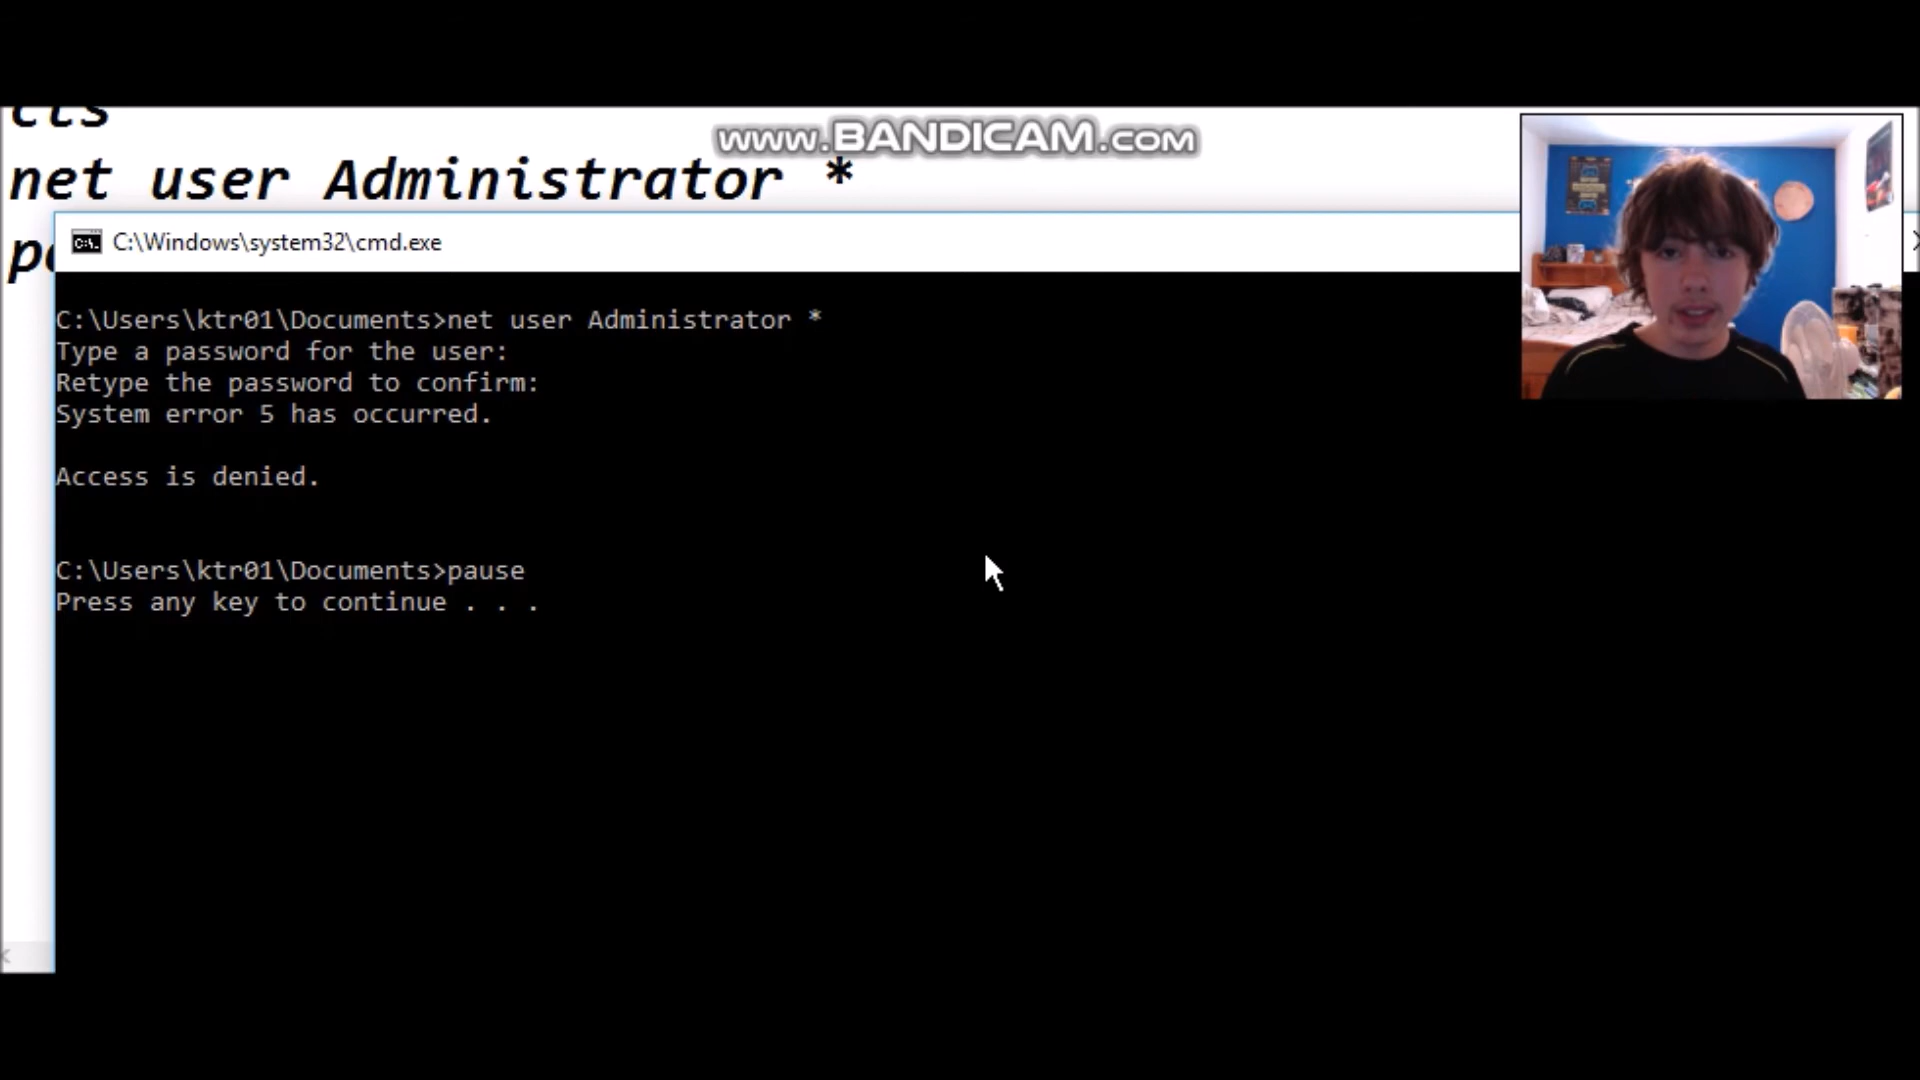 cls
www.BANDICAM.com
net user Administrator *
C:\Windows\system32\cmd.exe
C:\Users\ktr01\Documents>net user Administrator *
Type a password for the user:
Retype the password to confirm:
System error 5 has occurred.
Access is denied.
C:\Users\ktr01\Documents>pause
Press any key to continue . . .